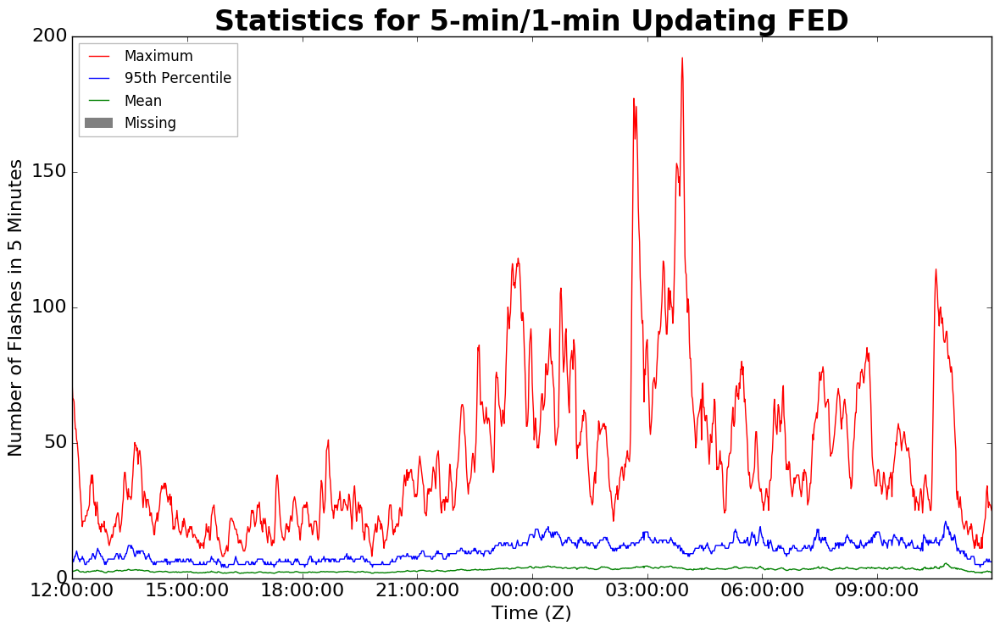 Statistics for 5-min/1-min Updating FED
Maximum
95th Percentile
Mean
Missing
Number of Flashes in 5 Minutes
200
150
100
50
0
12:00:00 15:00:00 18:00:00 21:00:00 00:00:00 03:00:00 06:00:00 09:00:00
Time (Z)